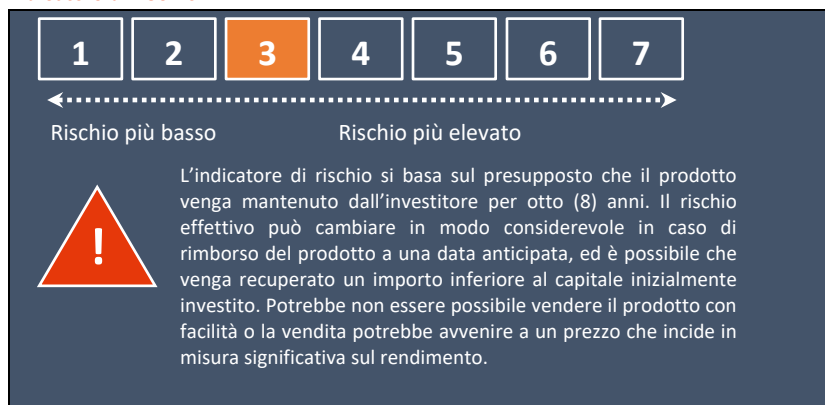 1 2 3 4 5 6 7
Rischio più basso Rischio più elevato
L'indicatore di rischio si basa sul presupposto che il prodotto
venga mantenuto dall'investitore per otto (8) anni. Il rischio
effettivo può cambiare in modo considerevole in caso di
rimborso del prodotto a una data anticipata, ed è possibile che
venga recuperato un importo inferiore al capitale inizialmente
investito. Potrebbe non essere possibile vendere il prodotto con
facilità o la vendita potrebbe avvenire a un prezzo che incide in
misura significativa sul rendimento.
!